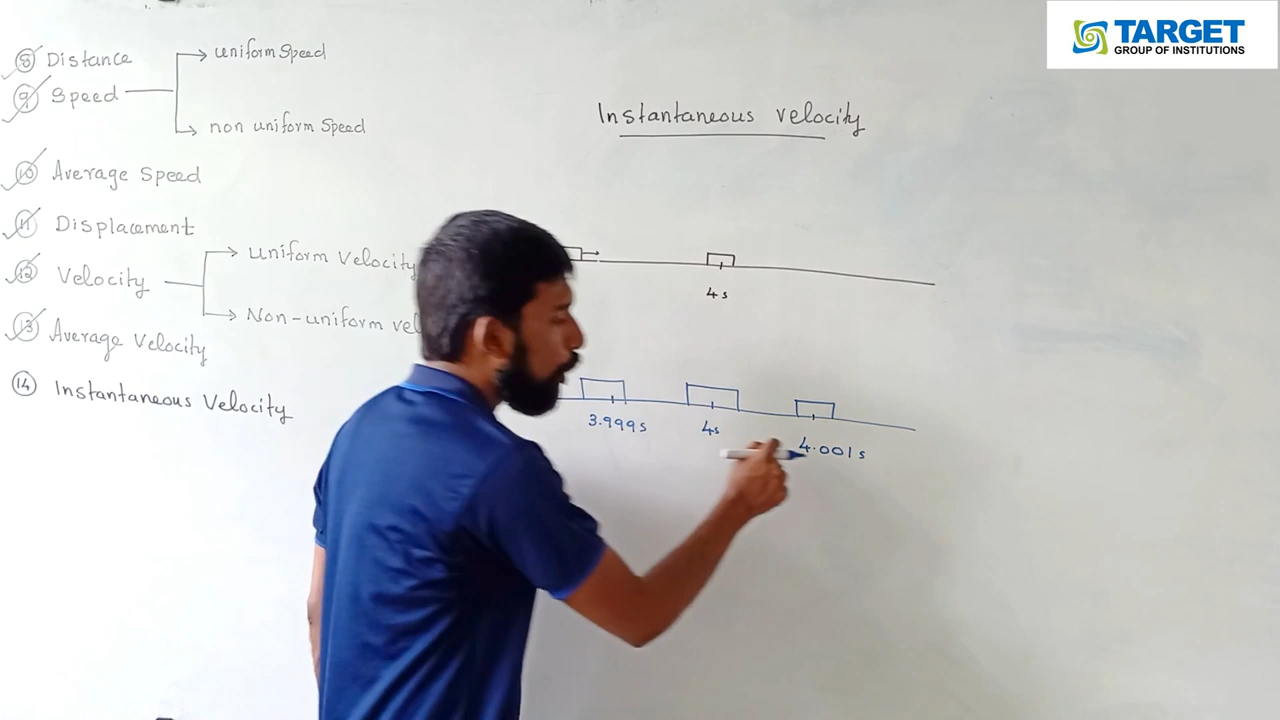 TARGET
GROUP OF INSTITUTIONS
8 Distance
uniform Speed
9 Speed
non uniform Speed
10 Average Speed
11 Displacement
12 Velocity
Uniform Velocity
Non-uniform vel
13 Average Velocity
14 Instantaneous Velocity
Instantaneous velocity
4s
3.999s
4s
4.001s